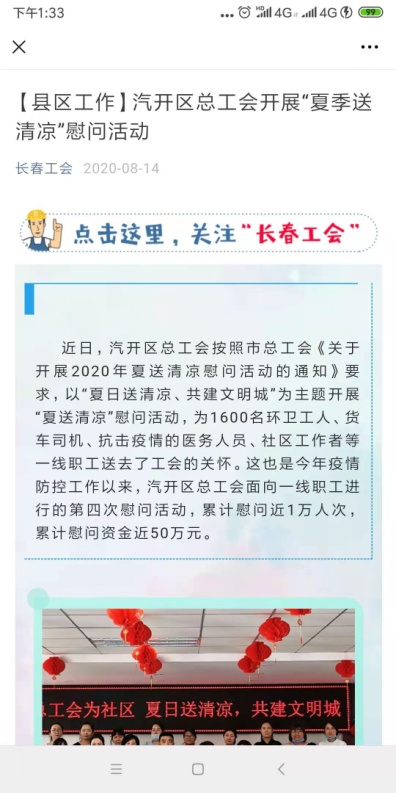 下午1:33
... HD 4G 4G 99
【县区工作】汽开区总工会开展“夏季送
清凉”慰问活动
长春工会 2020-08-14
点击这里，关注“长春工会”
近日，汽开区总工会按照市总工会《关于
开展2020年夏送清凉慰问活动的通知》要
求，以“夏日送清凉、共建文明城”为主题开展
“夏送清凉”慰问活动，为1600名环卫工人、货
车司机、抗击疫情的医务人员、社区工作者等
一线职工送去了工会的关怀。这也是今年疫情
防控工作以来，汽开区总工会面向一线职工进
行的第四次慰问活动，累计慰问近1万人次，
累计慰问资金近50万元。
总工会为社区 夏日送清凉，共建文明城